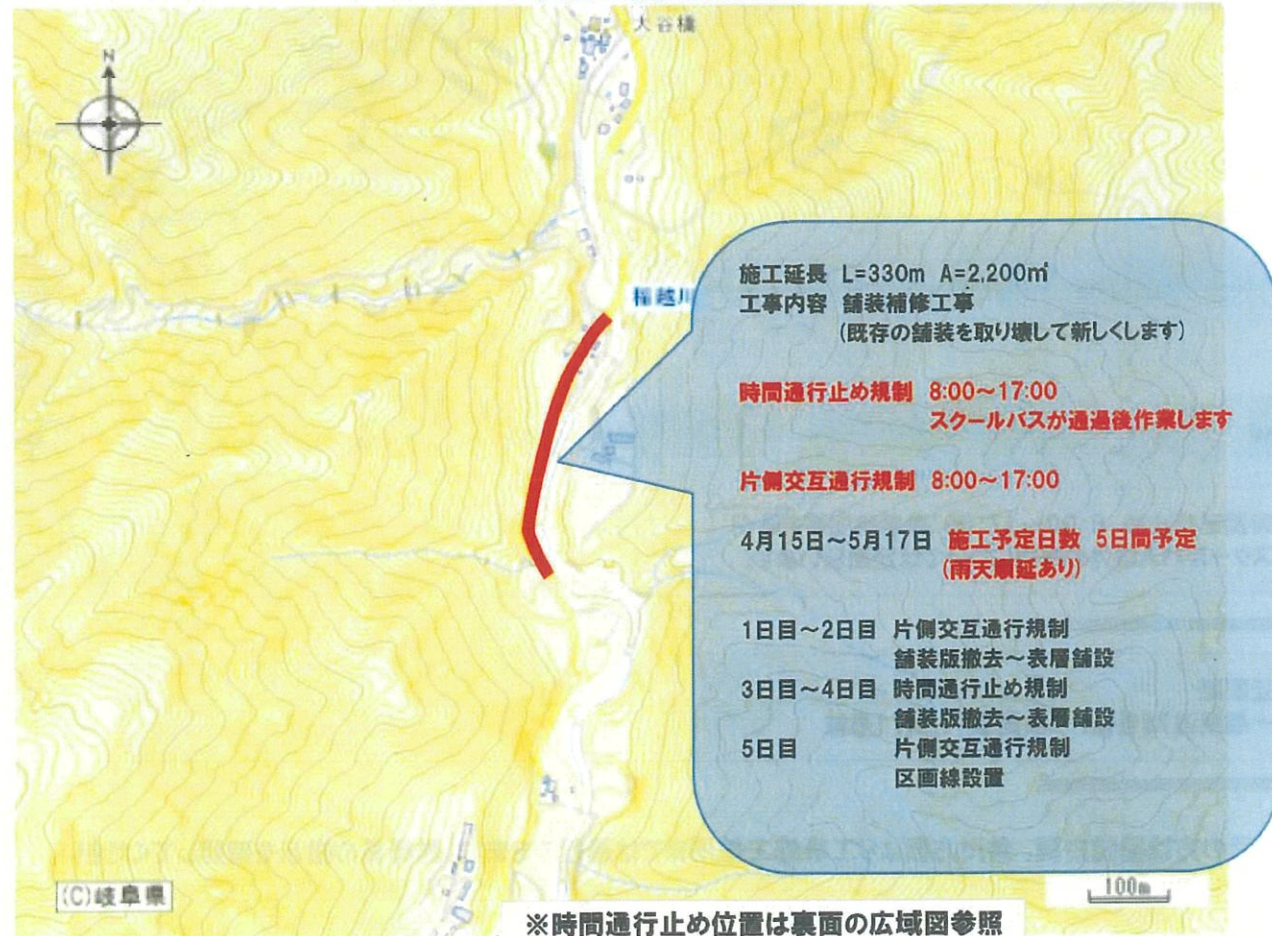 大谷橋
N
稲越川
施工延長 L=330m A=2,200㎡
工事内容 舗装補修工事
(既存の舗装を取り壊して新しくします)
時間通行止め規制 8:00～17:00
スクールバスが通過後作業します
片側交互通行規制 8:00～17:00
4月15日～5月17日 施工予定日数 5日間予定
(雨天順延あり)
1日目～2日目 片側交互通行規制
舗装版撤去～表層舗設
3日目～4日目 時間通行止め規制
舗装版撤去～表層舗設
5日目 片側交互通行規制
区画線設置
(C)岐阜県
100m
※時間通行止め位置は裏面の広域図参照